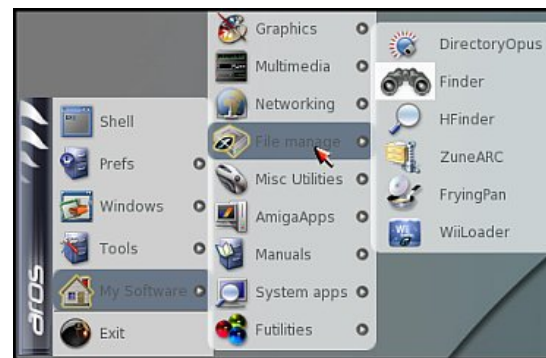 aros
Shell
Prefs
Windows
Tools
My Software
Exit
Graphics
Multimedia
Networking
File manage
Misc Utilities
AmigaApps
Manuals
System apps
Futilities
DirectoryOpus
Finder
HFinder
ZuneARC
FryingPan
WiiLoader